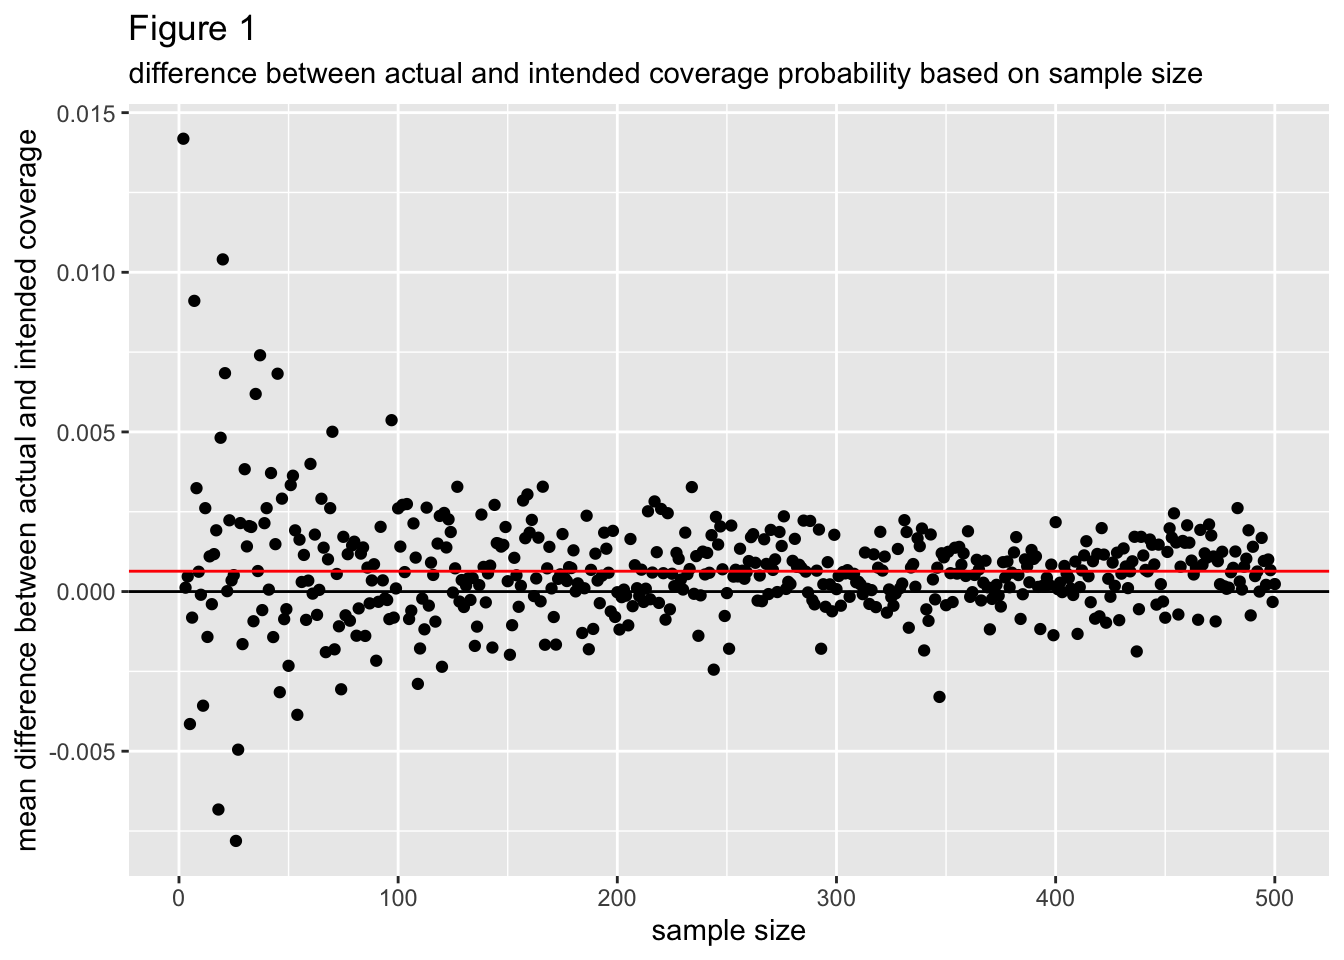 Figure 1
difference between actual and intended coverage probability based on sample size
mean difference between actual and intended coverage
0.015
0.010
0.005
0.000
-0.005
0
100
200
300
400
500
sample size